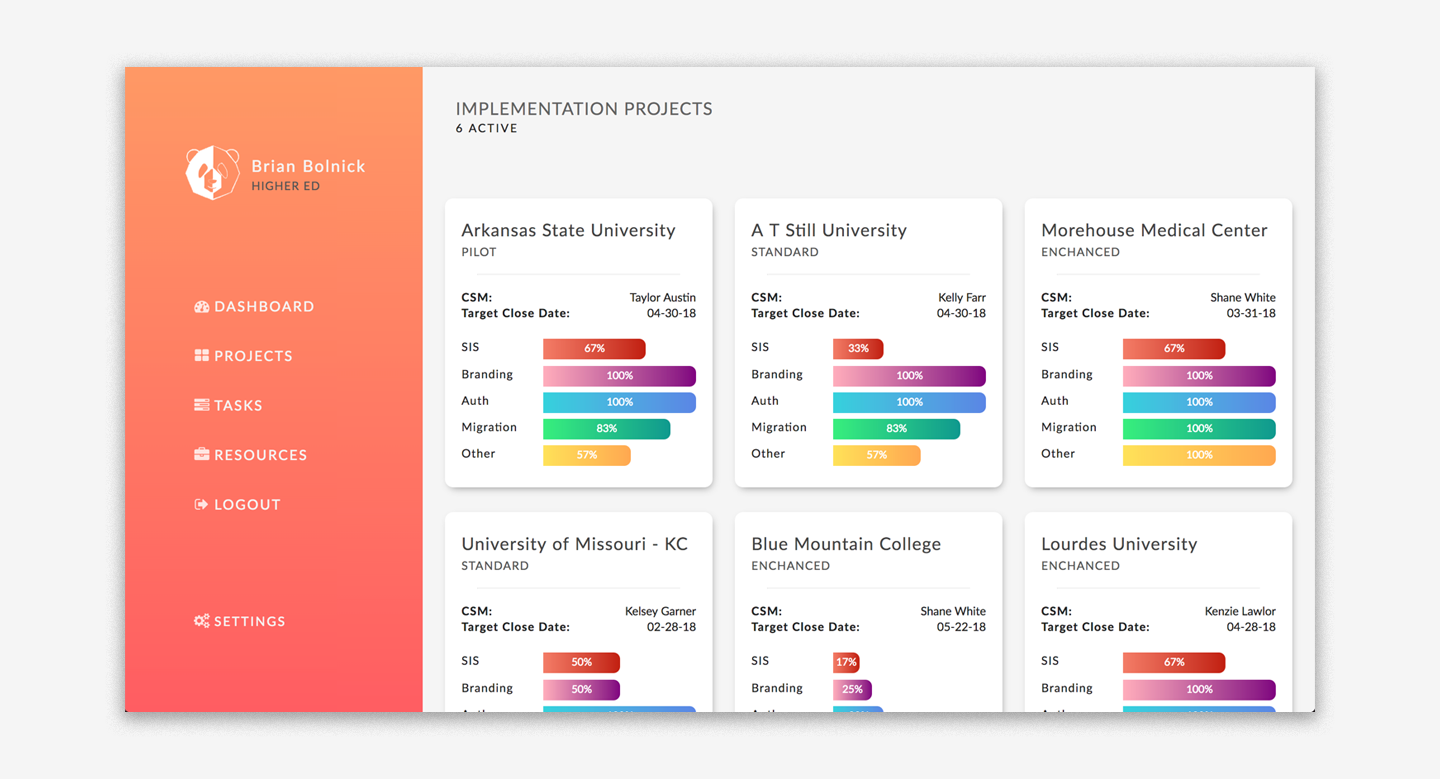 Brian Bolnick
HIGHER ED
DASHBOARD
PROJECTS
TASKS
RESOURCES
LOGOUT
SETTINGS
IMPLEMENTATION PROJECTS
6 ACTIVE
Arkansas State University
PILOT
CSM: Taylor Austin
Target Close Date: 04-30-18
SIS 67%
Branding 100%
Auth 100%
Migration 83%
Other 57%
A T Still University
STANDARD
CSM: Kelly Farr
Target Close Date: 04-30-18
SIS 33%
Branding 100%
Auth 100%
Migration 83%
Other 57%
Morehouse Medical Center
ENCHANCED
CSM: Shane White
Target Close Date: 03-31-18
SIS 67%
Branding 100%
Auth 100%
Migration 100%
Other 100%
University of Missouri - KC
STANDARD
CSM: Kelsey Garner
Target Close Date: 02-28-18
SIS 50%
Branding 50%
Blue Mountain College
ENCHANCED
CSM: Shane White
Target Close Date: 05-22-18
SIS 17%
Branding 25%
Lourdes University
ENCHANCED
CSM: Kenzie Lawlor
Target Close Date: 04-28-18
SIS 67%
Branding 100%